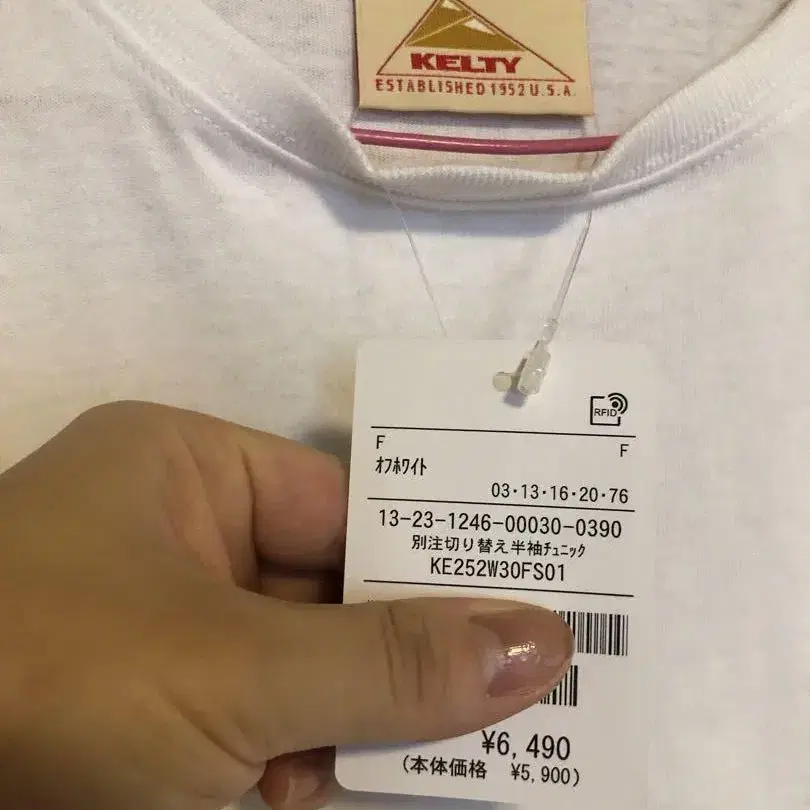 KELTY
ESTABLISHED 1952 U.S.A.
RFID
F F
ｵﾌﾎﾜｲﾄ
03・13・16・20・76
13-23-1246-00030-0390
別注切り替え半袖ﾁｭﾆｯｸ
KE252W30FS01
¥6,490
(本体価格 ¥5,900)